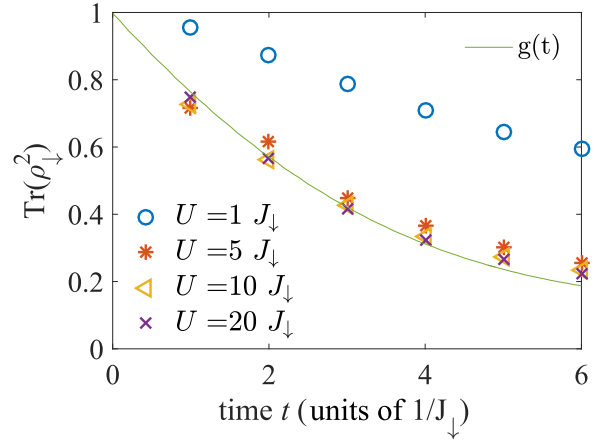 1
g(t)
0.8
0.6
Tr(ρ↓²)
0.4
U =1 J↓
U =5 J↓
0.2
U =10 J↓
U =20 J↓
0
0 2 4 6
time t (units of 1/J↓)